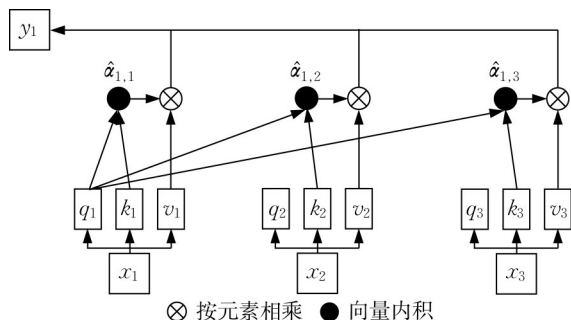 y₁
α̂₁,₁ α̂₁,₂ α̂₁,₃
q₁ k₁ v₁ q₂ k₂ v₂ q₃ k₃ v₃
x₁ x₂ x₃
⊗ 按元素相乘 ● 向量内积